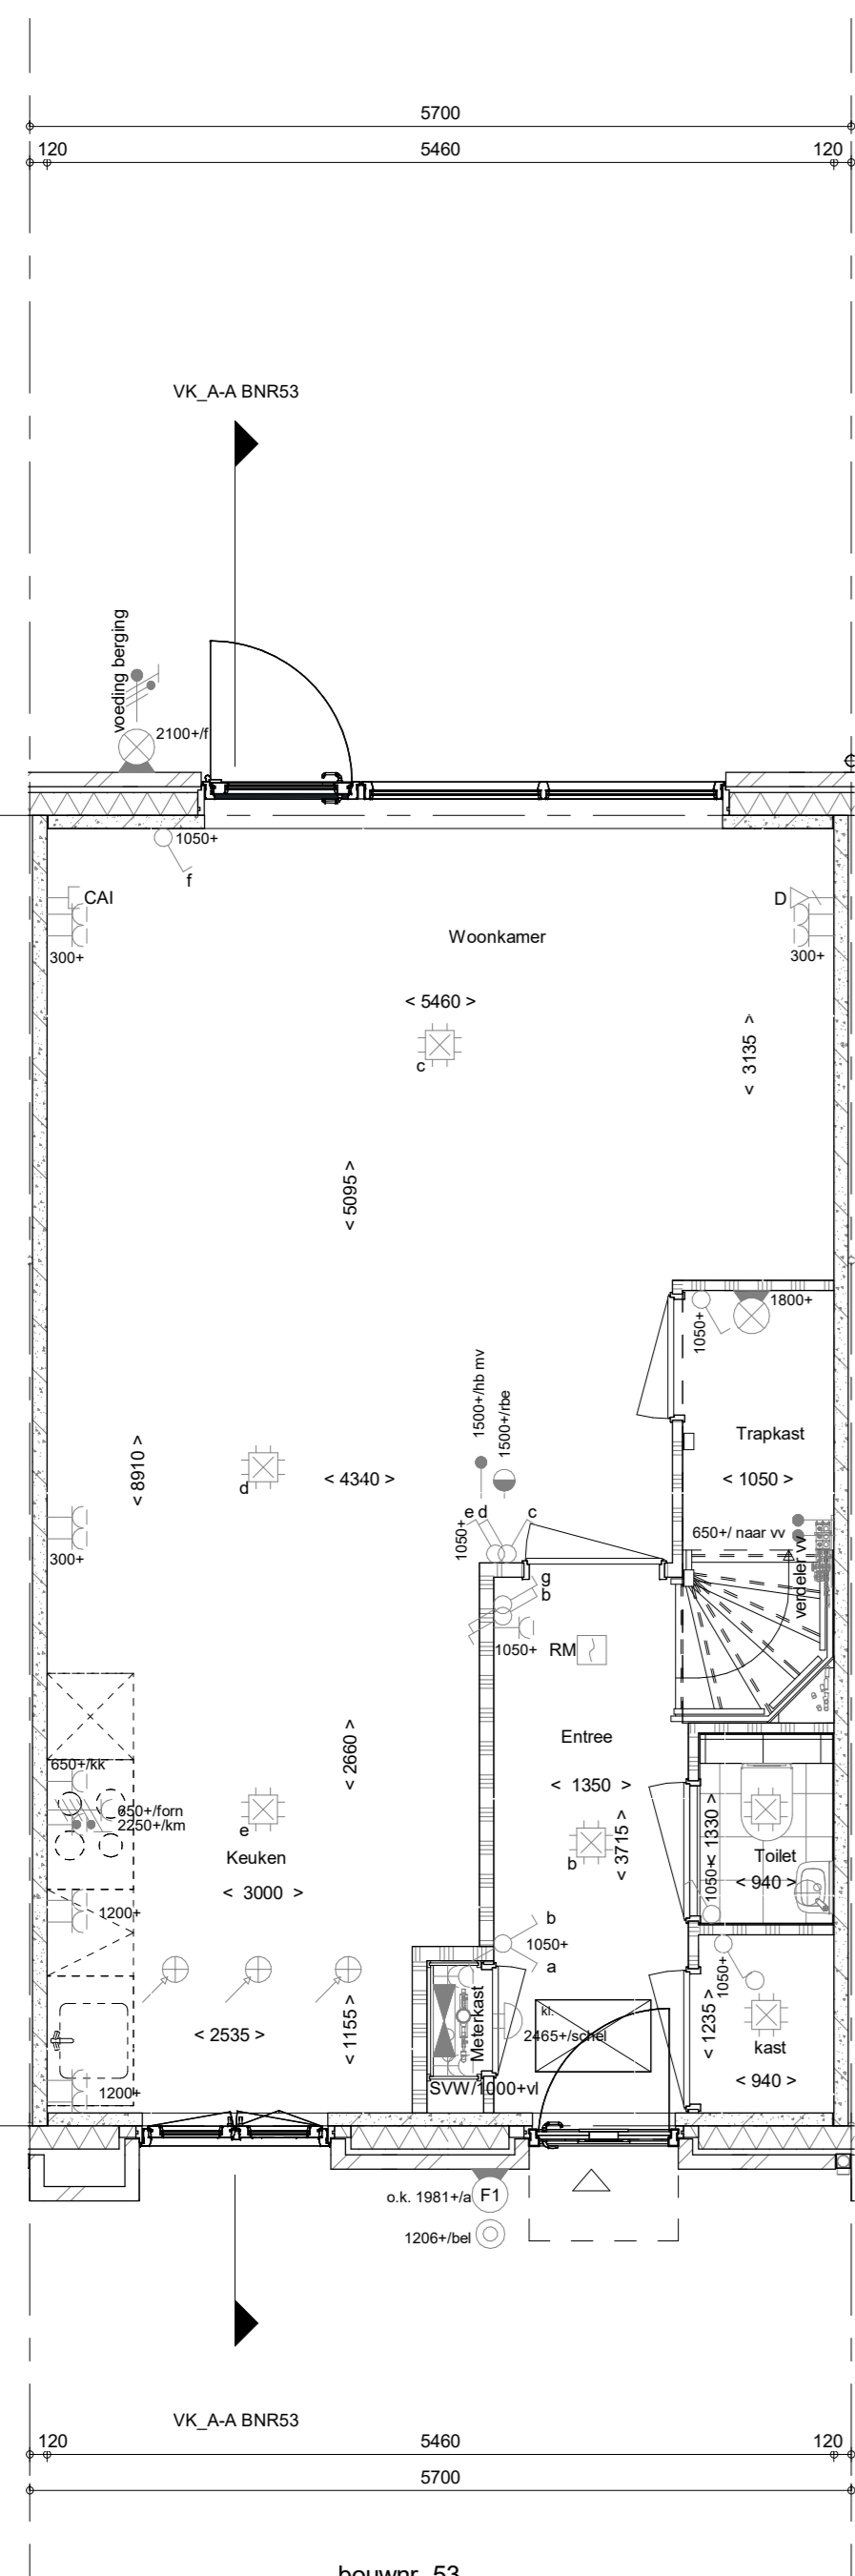 5700
120 5460 120
VK_A-A BNR53
voeding berging
2100+/f
1050+
f
CAI
D
300+
300+
Woonkamer
< 5460 >
c
< 3135 >
< 5095 >
1800+
1050+
1500+/hb mv
1500+/rbe
Trapkast
< 8910 >
d
< 4340 >
< 1050 >
e d
c
1050+
650+/ naar vv
verdeler vv
300+
g
b
1050+
RM
Entree
< 2660 >
650+/kk
< 1350 >
650+/forn
2250+/km
e
Keuken
b
< 3715 >
< 1330 >
Toilet
< 3000 >
1050+
< 940 >
1200+
b
1050+
a
1050+
kl.
2465+/schel
Meterkast
< 2535 >
< 1155 >
< 1235 >
kast
< 940 >
1200+
SVW/1000+vl
o.k. 1981+/a
F1
1206+/bel
VK_A-A BNR53
120 5460 120
5700
bouwnr. 53